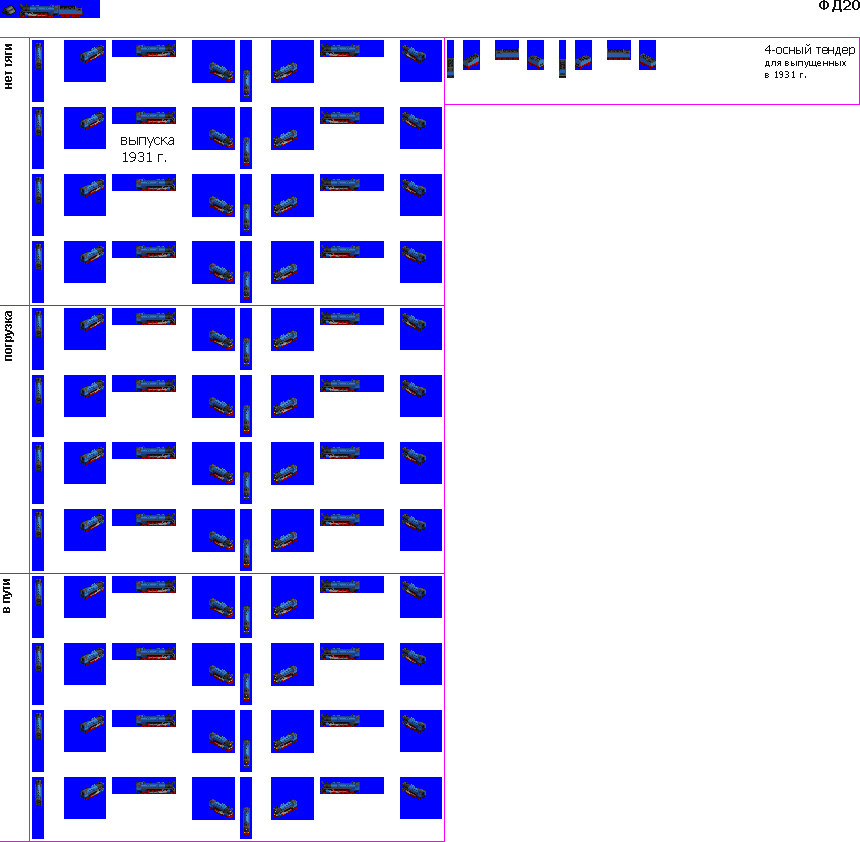 ФД20
нет тяги
4-осный тендер
для выпущенных
в 1931 г.
выпуска
1931 г.
погрузка
в пути